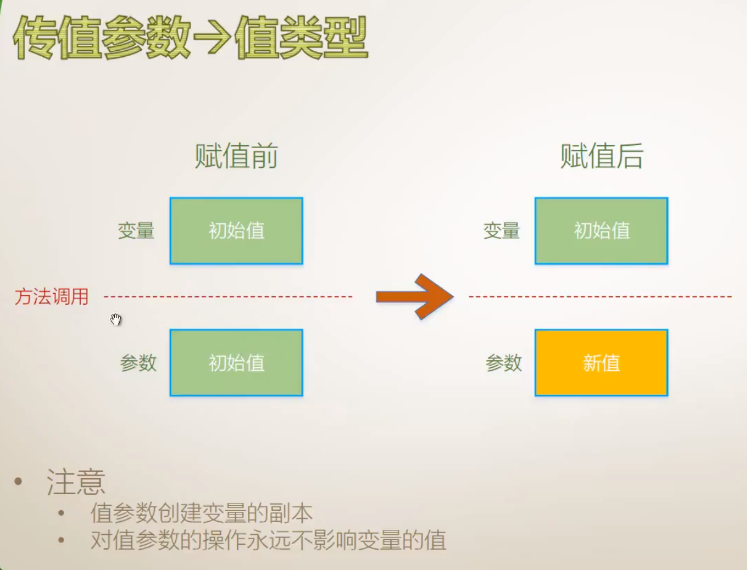 传值参数→值类型
赋值前 赋值后
变量 初始值 变量 初始值
方法调用
参数 初始值 参数 新值
• 注意
• 值参数创建变量的副本
• 对值参数的操作永远不影响变量的值